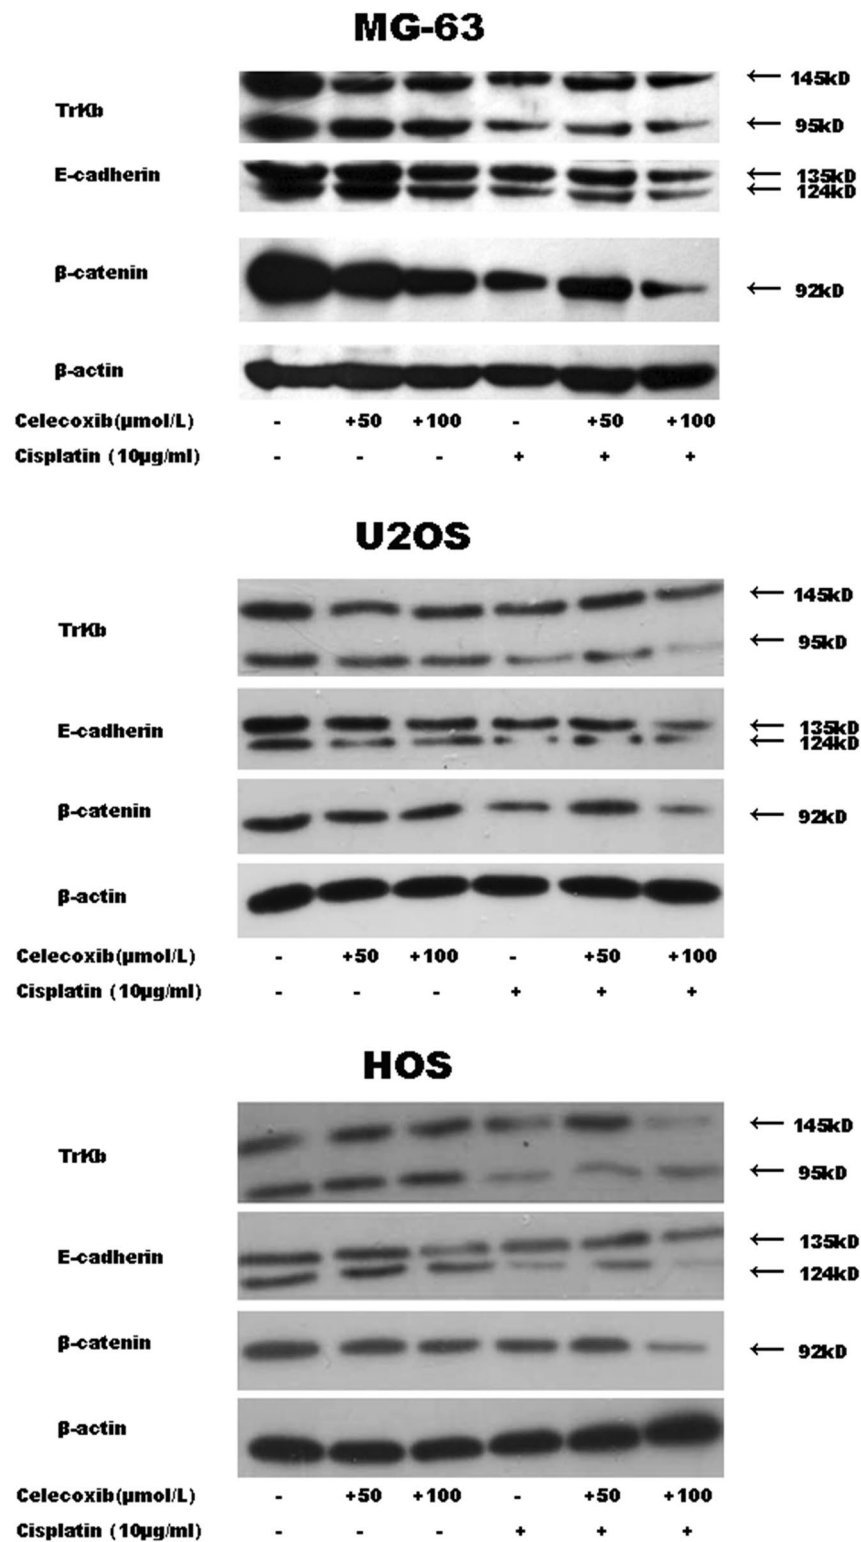 MG-63
TrKb
← 145kD
← 95kD
E-cadherin
← 135kD
← 124kD
β-catenin
← 92kD
β-actin
Celecoxib(µmol/L) - +50 +100 - +50 +100
Cisplatin (10µg/ml) - - - + + +
U2OS
TrKb
← 145kD
← 95kD
E-cadherin
← 135kD
← 124kD
β-catenin
← 92kD
β-actin
Celecoxib(µmol/L) - +50 +100 - +50 +100
Cisplatin (10µg/ml) - - - + + +
HOS
TrKb
← 145kD
← 95kD
E-cadherin
← 135kD
← 124kD
β-catenin
← 92kD
β-actin
Celecoxib(µmol/L) - +50 +100 - +50 +100
Cisplatin (10µg/ml) - - - + + +